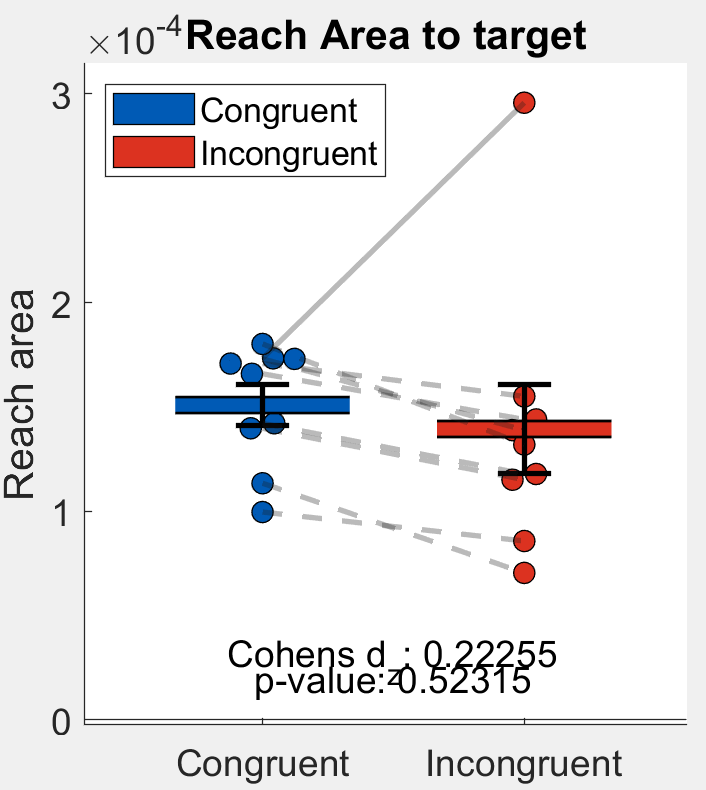 ×10-4
Reach Area to target
Congruent
Incongruent
Reach area
3
2
1
0
Cohens dz: 0.22255
p-value: 0.52315
Congruent
Incongruent